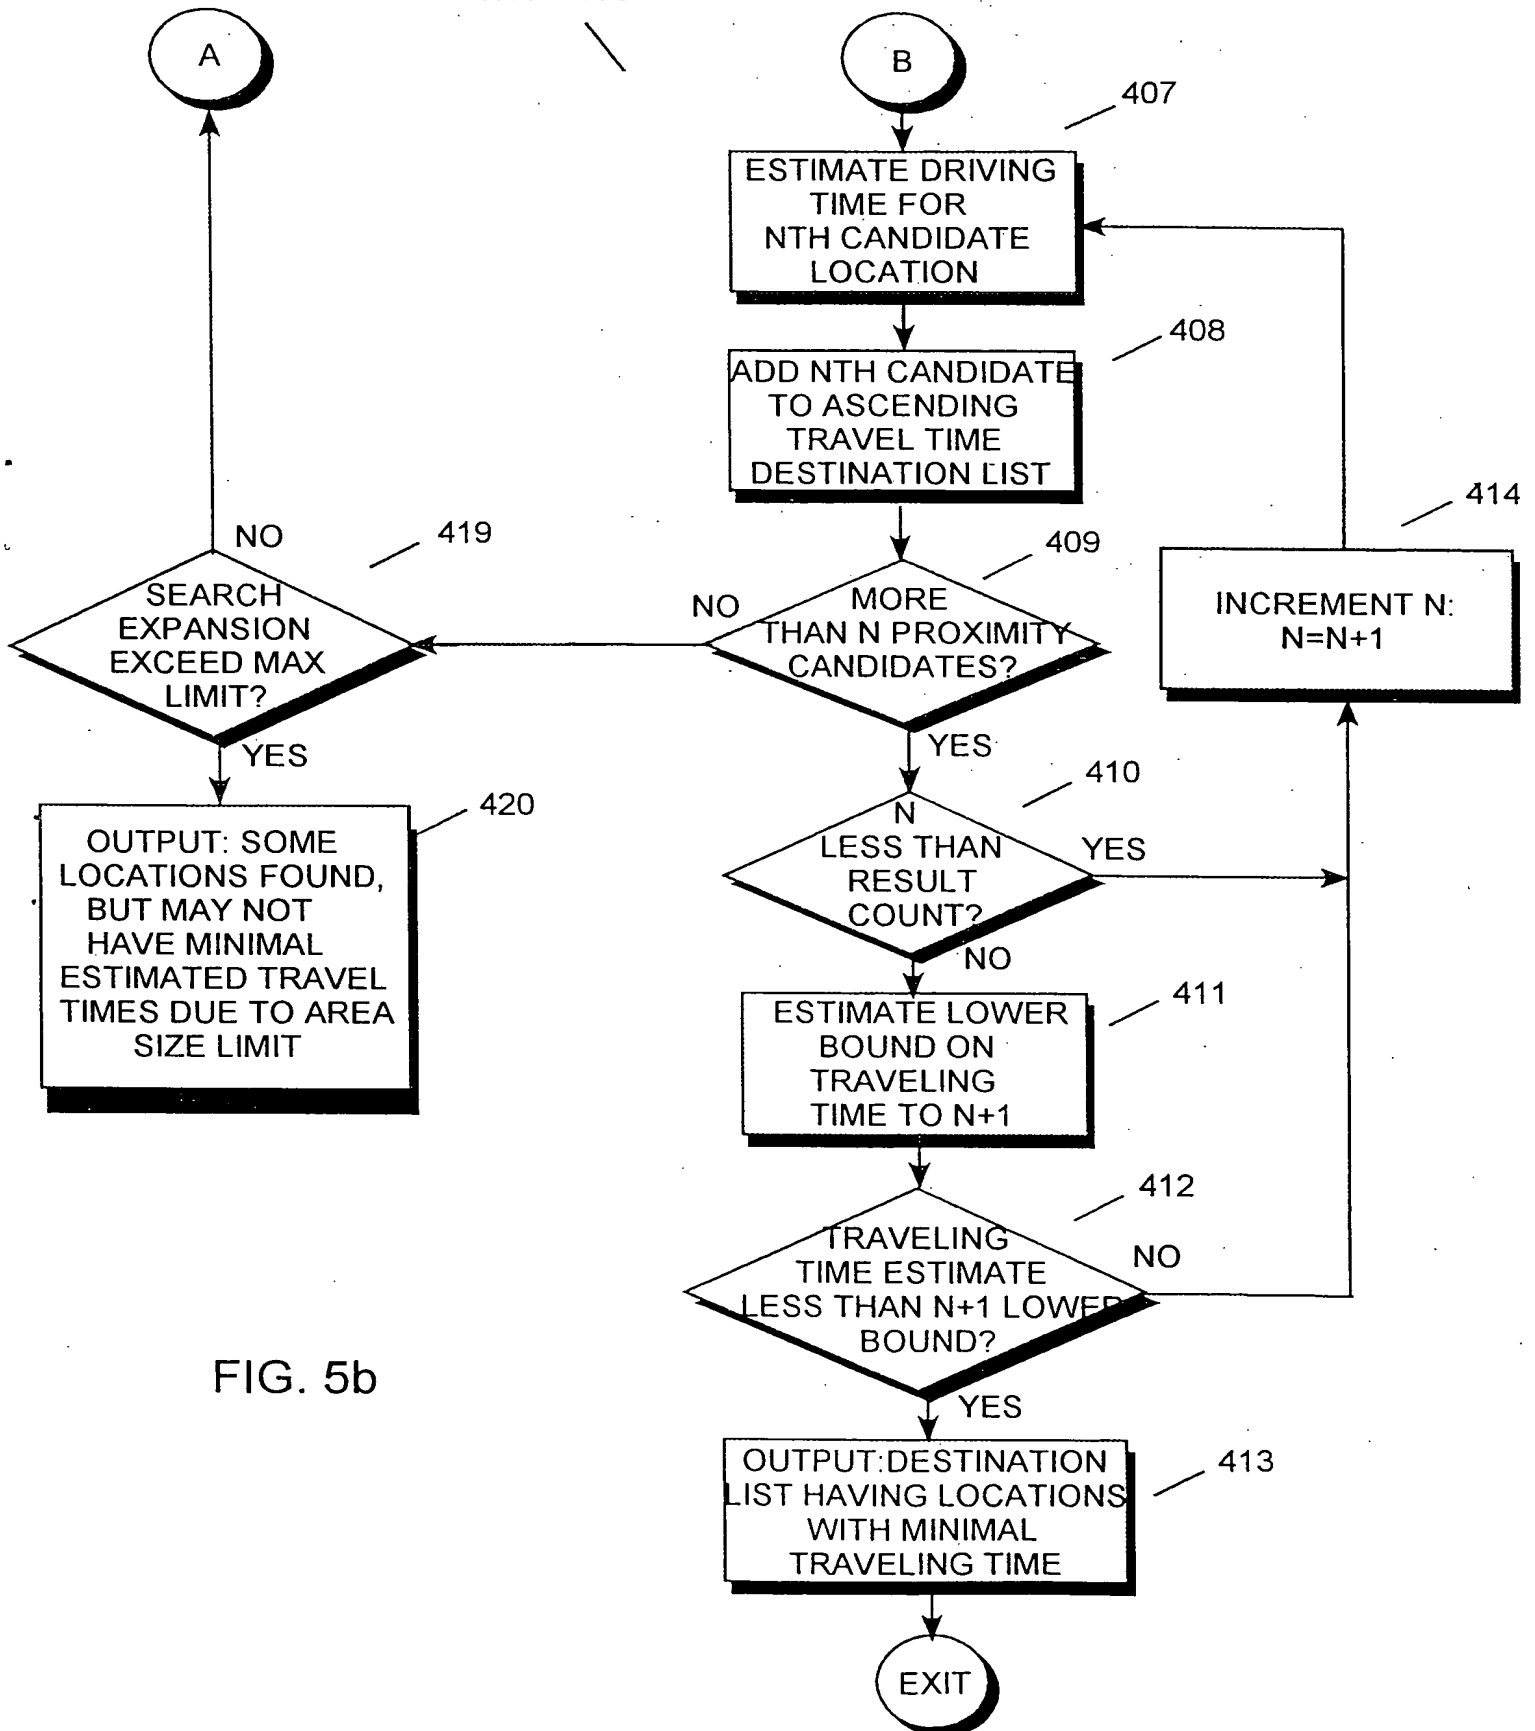 A
B
407
ESTIMATE DRIVING
TIME FOR
NTH CANDIDATE
LOCATION
408
ADD NTH CANDIDATE
TO ASCENDING
TRAVEL TIME
DESTINATION LIST
414
INCREMENT N:
N=N+1
NO
419
SEARCH
EXPANSION
EXCEED MAX
LIMIT?
YES
NO
409
MORE
THAN N PROXIMITY
CANDIDATES?
YES
420
OUTPUT: SOME
LOCATIONS FOUND,
BUT MAY NOT
HAVE MINIMAL
ESTIMATED TRAVEL
TIMES DUE TO AREA
SIZE LIMIT
410
N
LESS THAN
RESULT
COUNT?
YES
NO
411
ESTIMATE LOWER
BOUND ON
TRAVELING
TIME TO N+1
412
TRAVELING
TIME ESTIMATE
LESS THAN N+1 LOWER
BOUND?
NO
YES
FIG. 5b
413
OUTPUT:DESTINATION
LIST HAVING LOCATIONS
WITH MINIMAL
TRAVELING TIME
EXIT